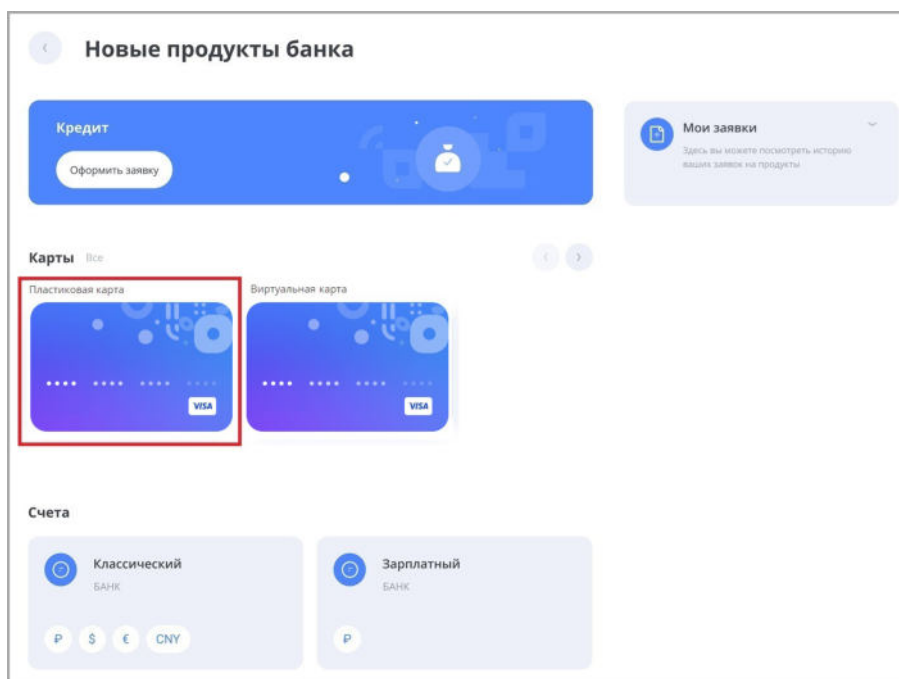 Новые продукты банка
Кредит
Оформить заявку
Мои заявки
Здесь вы можете посмотреть историю
ваших заявок на продукты
Карты Все
Пластиковая карта
Виртуальная карта
VISA
VISA
Счета
Классический
БАНК
₽ $ € CNY
Зарплатный
БАНК
₽